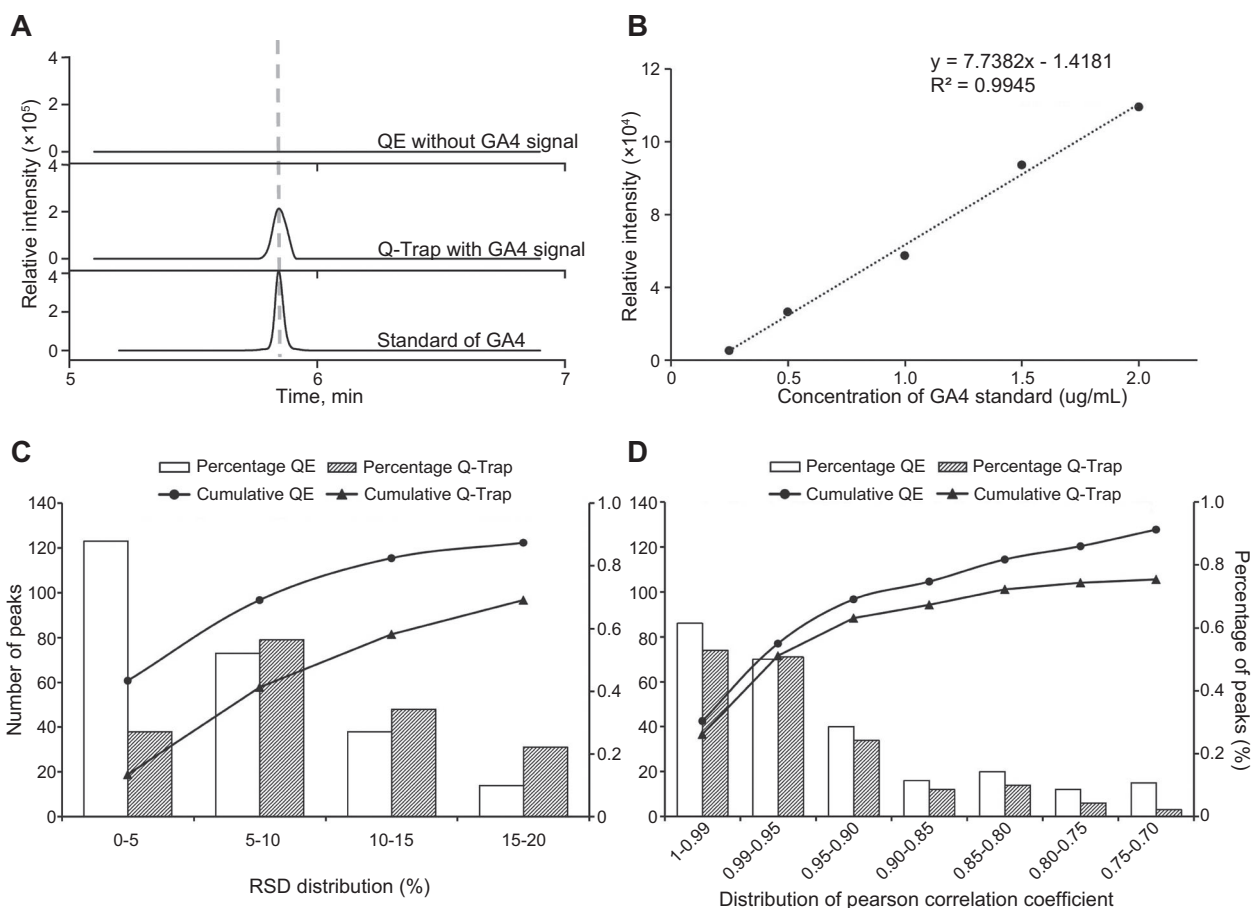 A
Relative intensity (×10⁵)
4
2
0
QE without GA4 signal
4
2
0
Q-Trap with GA4 signal
4
2
0
Standard of GA4
5
6
7
Time, min
B
y = 7.7382x - 1.4181
R² = 0.9945
Relative intensity (×10⁴)
12
8
4
0
0
0.5
1.0
1.5
2.0
Concentration of GA4 standard (ug/mL)
C
Percentage QE
Percentage Q-Trap
Cumulative QE
Cumulative Q-Trap
Number of peaks
140
120
100
80
60
40
20
0
1.0
0.8
0.6
0.4
0.2
0
0-5
5-10
10-15
15-20
RSD distribution (%)
D
Percentage QE
Percentage Q-Trap
Cumulative QE
Cumulative Q-Trap
140
120
100
80
60
40
20
0
1.0
0.8
0.6
0.4
0.2
0
Percentage of peaks (%)
1-0.99
0.99-0.95
0.95-0.90
0.90-0.85
0.85-0.80
0.80-0.75
0.75-0.70
Distribution of pearson correlation coefficient